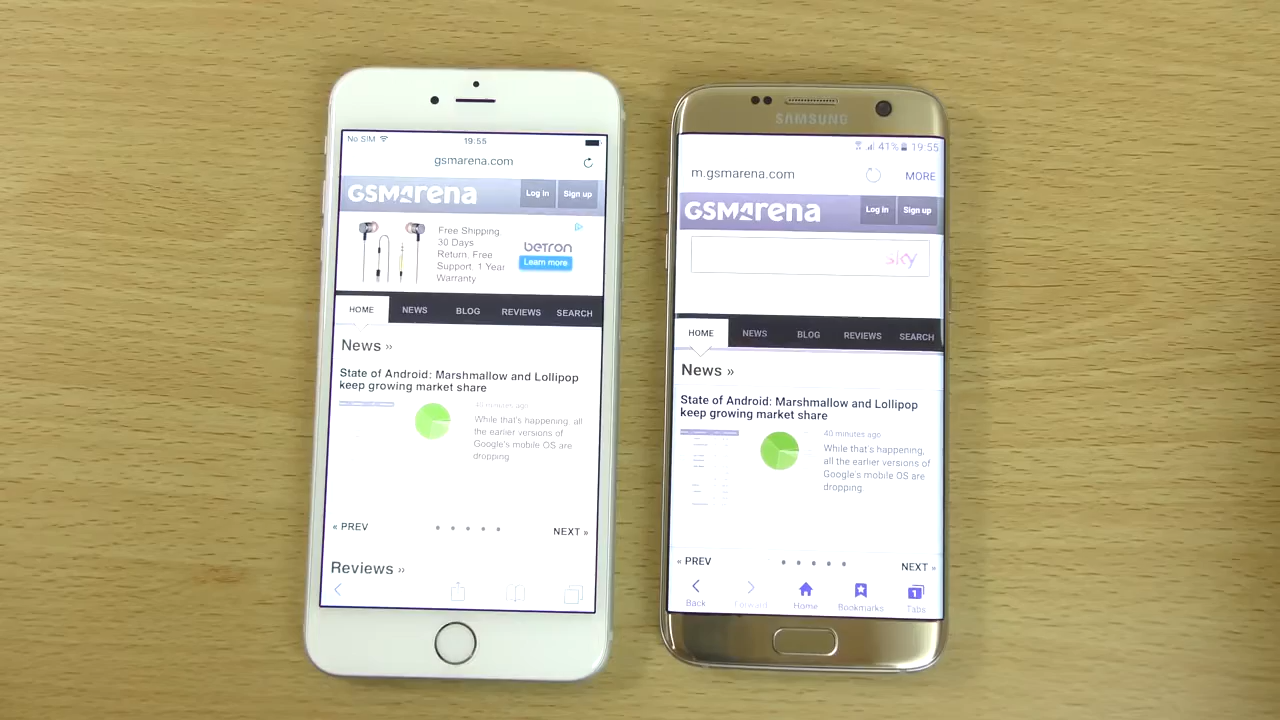 No SIM 19:55
gsmarena.com
GSMArena Log in Sign up
Free Shipping
30 Days
Return. Free
Support. 1 Year
Warranty
betron
Learn more
HOME NEWS BLOG REVIEWS SEARCH
News »
State of Android: Marshmallow and Lollipop
keep growing market share
40 minutes ago
While that's happening, all
the earlier versions of
Google's mobile OS are
dropping.
« PREV NEXT »
Reviews »
SAMSUNG
41% 19:55
m.gsmarena.com MORE
GSMArena Log in Sign up
sky
HOME NEWS BLOG REVIEWS SEARCH
News »
State of Android: Marshmallow and Lollipop
keep growing market share
40 minutes ago
While that's happening,
all the earlier versions of
Google's mobile OS are
dropping.
« PREV NEXT »
Back Forward Home Bookmarks 1 Tabs